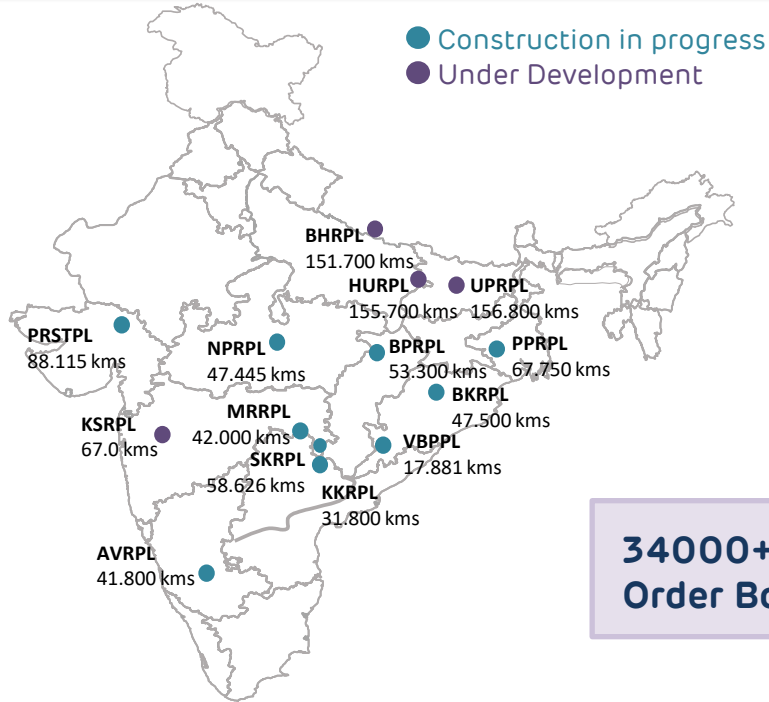 Construction in progress
Under Development
BHRPL
151.700 kms
HURPL
155.700 kms
UPRPL
156.800 kms
PRSTPL
88.115 kms
NPRPL
47.445 kms
BPRPL
53.300 kms
PPRPL
67.750 kms
BKRPL
47.500 kms
MRRPL
42.000 kms
KSRPL
67.0 kms
SKRPL
58.626 kms
VBPPL
17.881 kms
KKRPL
31.800 kms
AVRPL
41.800 kms
34000+
Order